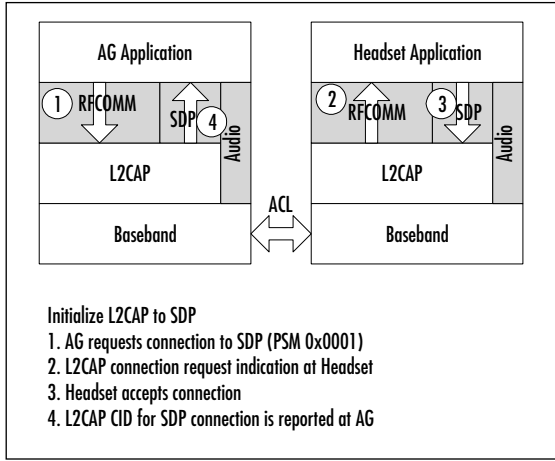 AG Application
Headset Application
1 RFCOMM
SDP 4
Audio
2 RFCOMM
3 SDP
Audio
L2CAP
L2CAP
ACL
Baseband
Baseband
Initialize L2CAP to SDP
1. AG requests connection to SDP (PSM 0x0001)
2. L2CAP connection request indication at Headset
3. Headset accepts connection
4. L2CAP CID for SDP connection is reported at AG